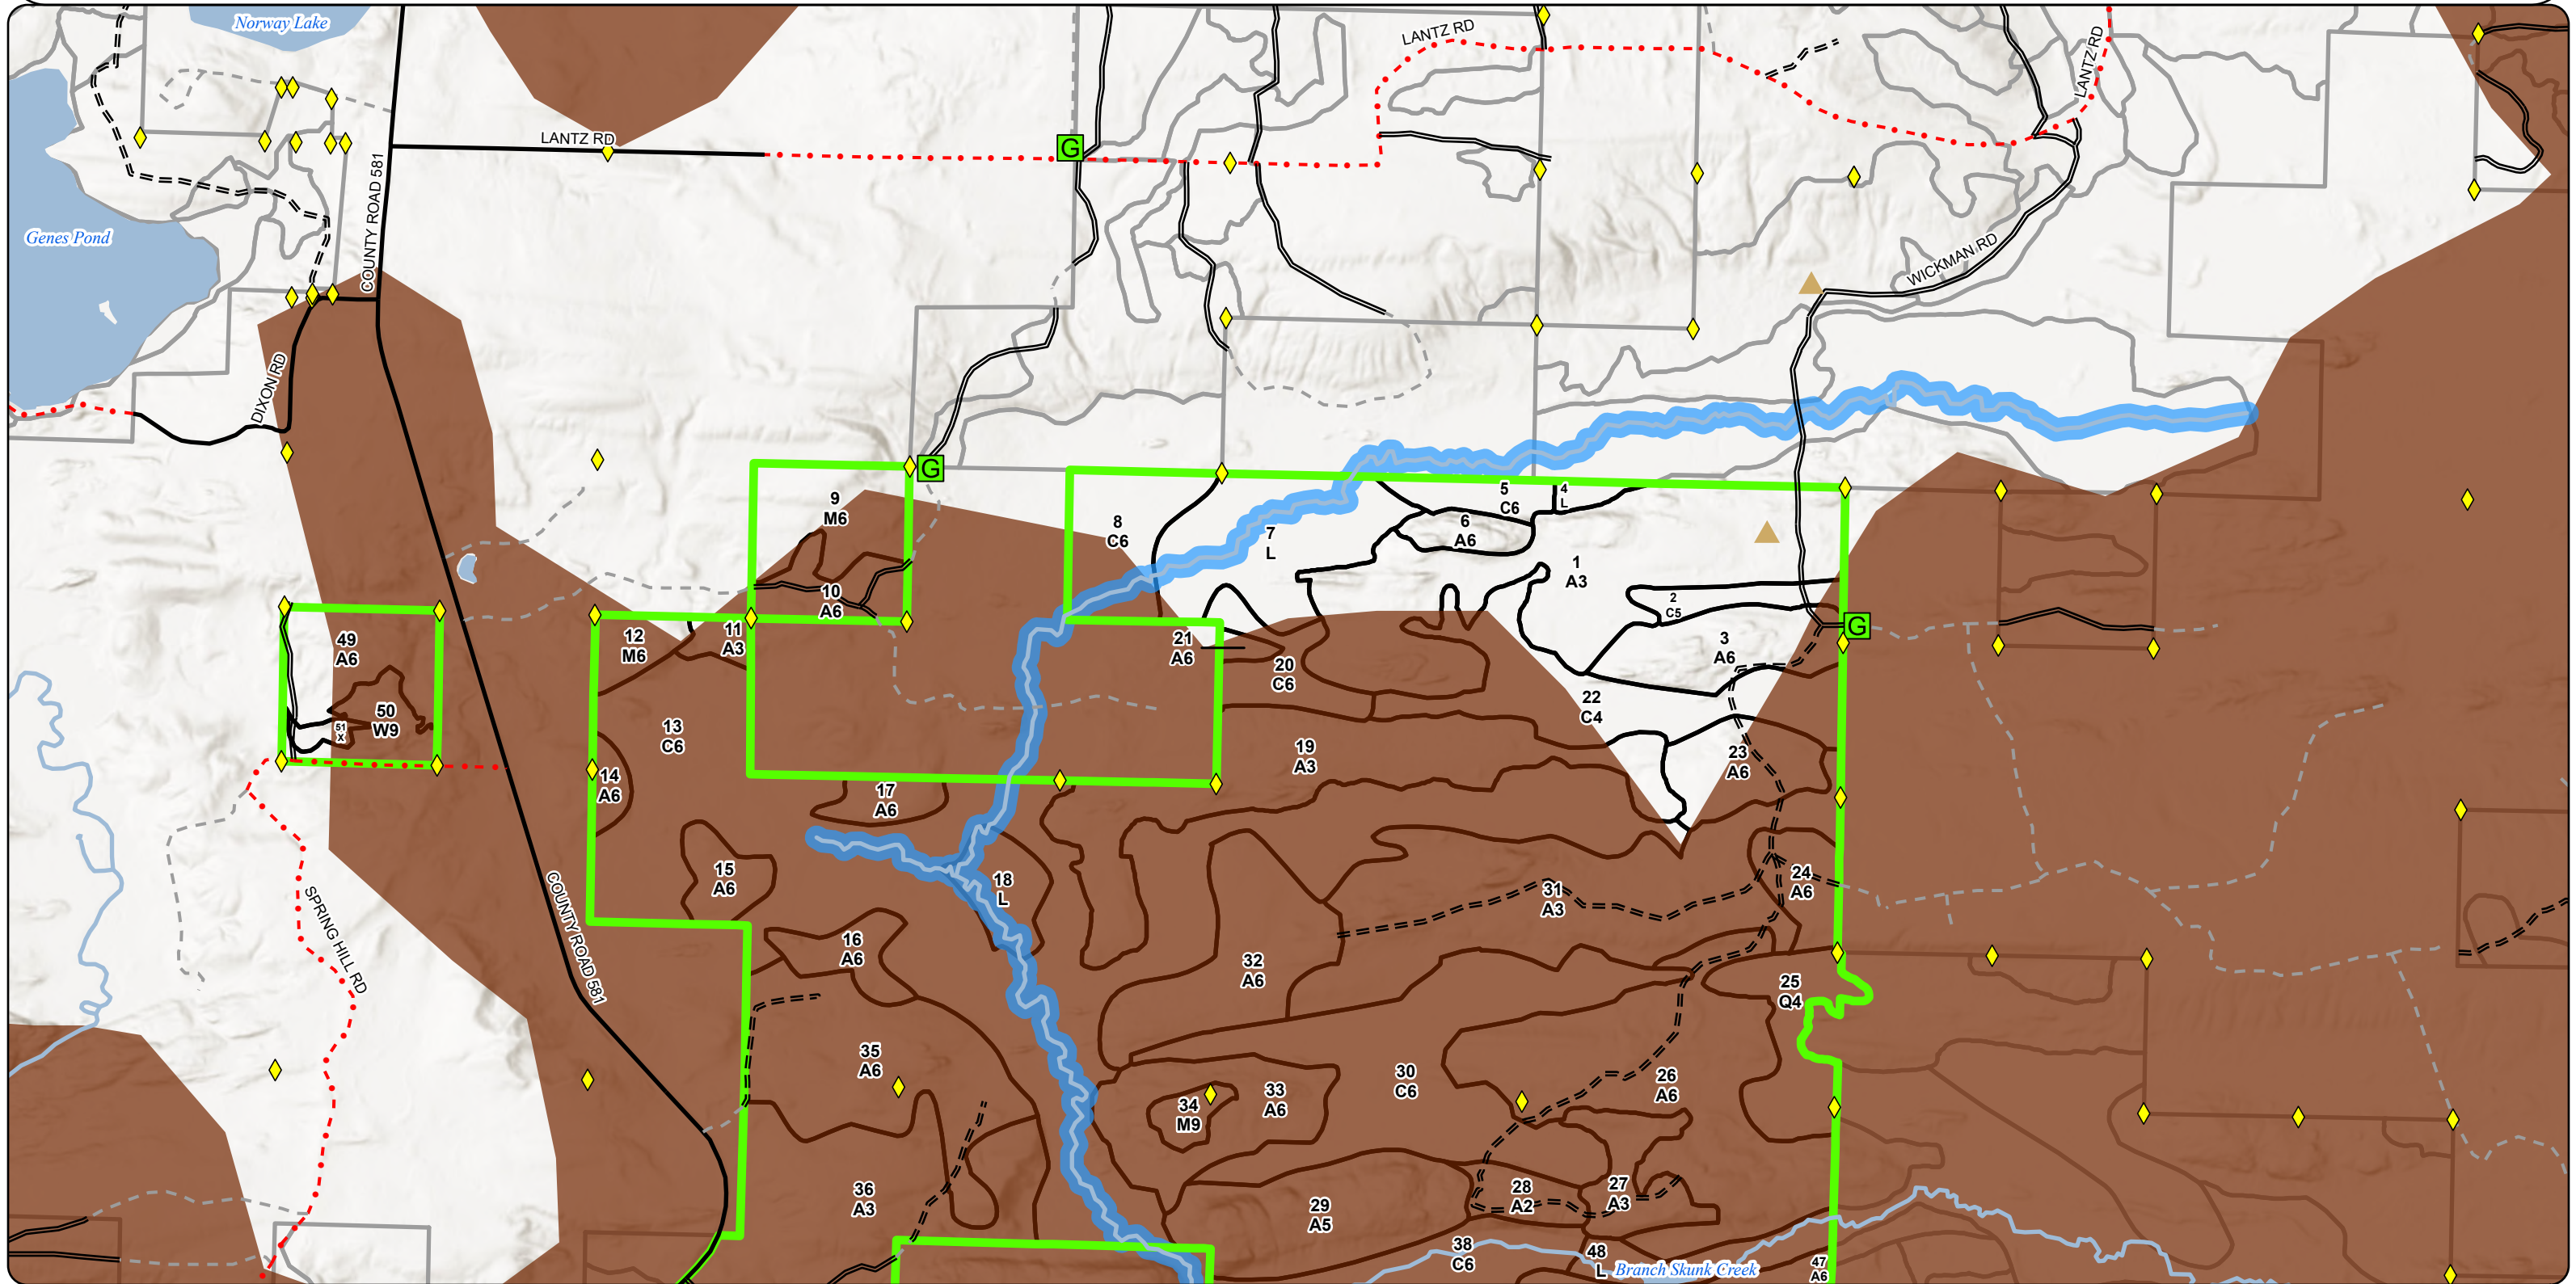 Norway Lake
LANTZ RD
LANTZ RD
LANTZ RD
G
COUNTY ROAD 581
Genes Pond
WICKMAN RD
DIXON RD
G
9
M6
8
C6
7
L
5
C6
4
L
6
A6
1
A3
10
A6
2
C5
G
49
A6
12
M6
11
A3
21
A6
20
C6
3
A6
22
C4
50
W9
51
X
13
C6
19
A3
23
A6
14
A6
17
A6
15
A6
18
L
31
A3
24
A6
COUNTY ROAD 581
SPRING HILL RD
16
A6
32
A6
25
Q4
35
A6
30
C6
26
A6
33
A6
34
M9
36
A3
29
A5
28
A2
27
A3
38
C6
48
L
Branch Skunk Creek
47
A6